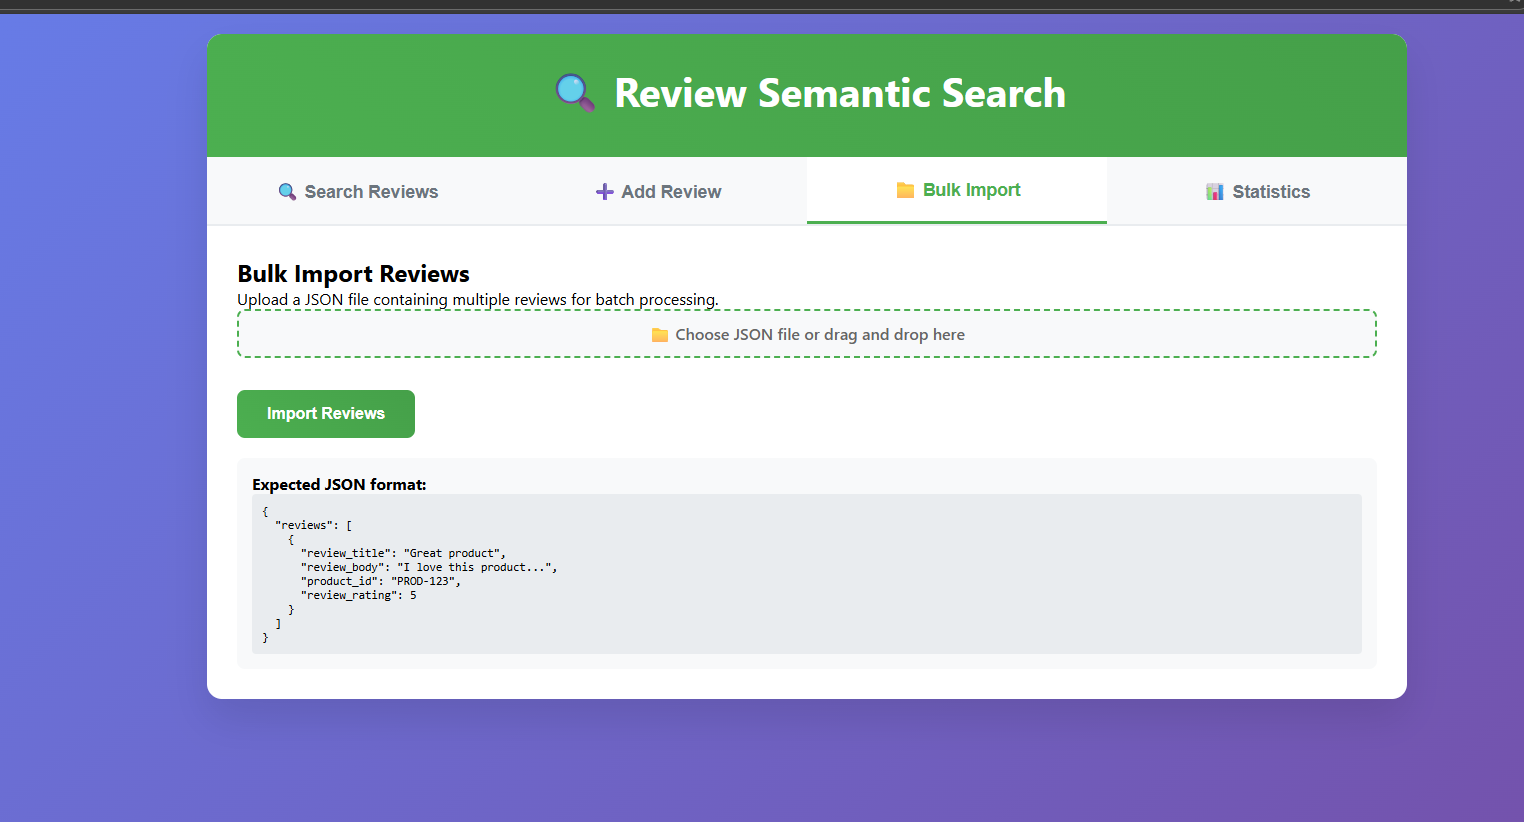 Review Semantic Search
Search Reviews
Add Review
Bulk Import
Statistics
Bulk Import Reviews
Upload a JSON file containing multiple reviews for batch processing.
Choose JSON file or drag and drop here
Import Reviews
Expected JSON format:
{
  "reviews": [
    {
      "review_title": "Great product",
      "review_body": "I love this product...",
      "product_id": "PROD-123",
      "review_rating": 5
    }
  ]
}